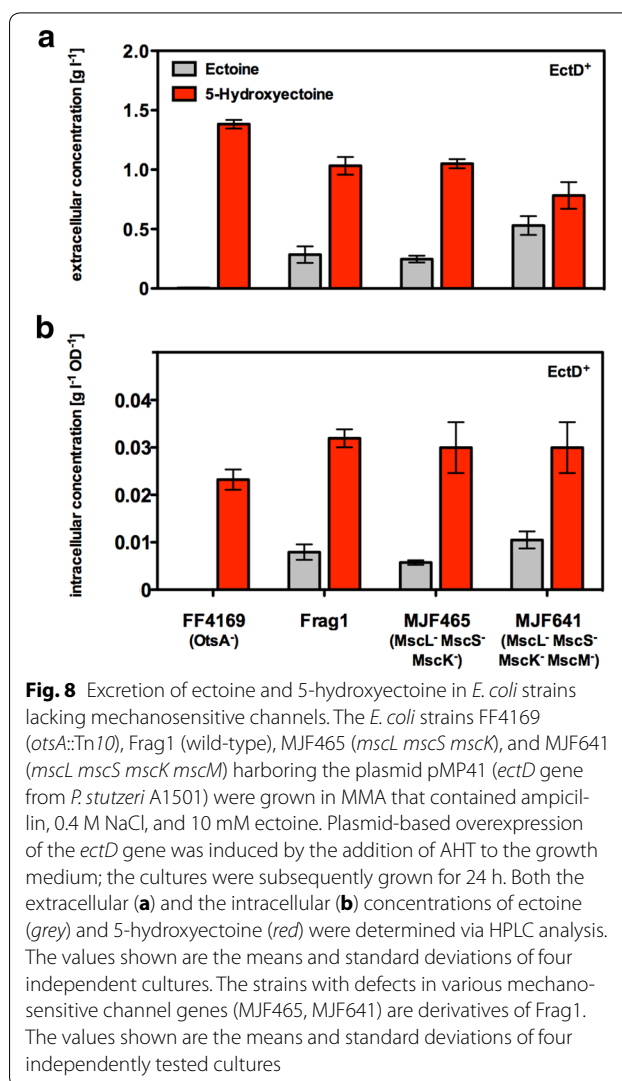 a
extracellular concentration [g l-1]
2.0
1.5
1.0
0.5
0
Ectoine
5-Hydroxyectoine
EctD+
b
intracellular concentration [g l-1 OD-1]
0.04
0.03
0.02
0.01
0
EctD+
FF4169 Frag1 MJF465 MJF641
(OtsA-) (MscL- MscS- (MscL- MscS-
MscK-) MscK- MscM-)
Fig. 8 Excretion of ectoine and 5-hydroxyectoine in E. coli strains
lacking mechanosensitive channels. The E. coli strains FF4169
(otsA::Tn10), Frag1 (wild-type), MJF465 (mscL mscS mscK), and MJF641
(mscL mscS mscK mscM) harboring the plasmid pMP41 (ectD gene
from P. stutzeri A1501) were grown in MMA that contained ampicil-
lin, 0.4 M NaCl, and 10 mM ectoine. Plasmid-based overexpression
of the ectD gene was induced by the addition of AHT to the growth
medium; the cultures were subsequently grown for 24 h. Both the
extracellular (a) and the intracellular (b) concentrations of ectoine
(grey) and 5-hydroxyectoine (red) were determined via HPLC analysis.
The values shown are the means and standard deviations of four
independent cultures. The strains with defects in various mechano-
sensitive channel genes (MJF465, MJF641) are derivatives of Frag1.
The values shown are the means and standard deviations of four
independently tested cultures